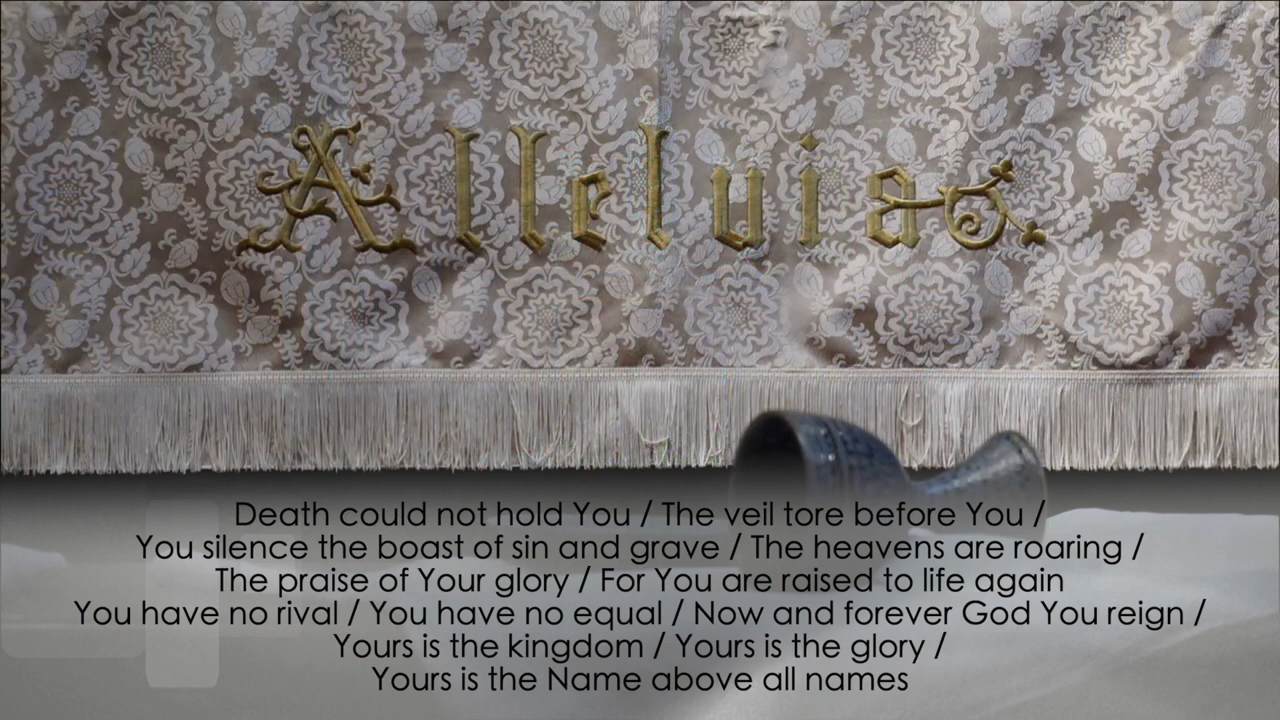 Alleluia
Death could not hold You / The veil tore before You /
You silence the boast of sin and grave / The heavens are roaring /
The praise of Your glory / For You are raised to life again
You have no rival / You have no equal / Now and forever God You reign /
Yours is the kingdom / Yours is the glory /
Yours is the Name above all names